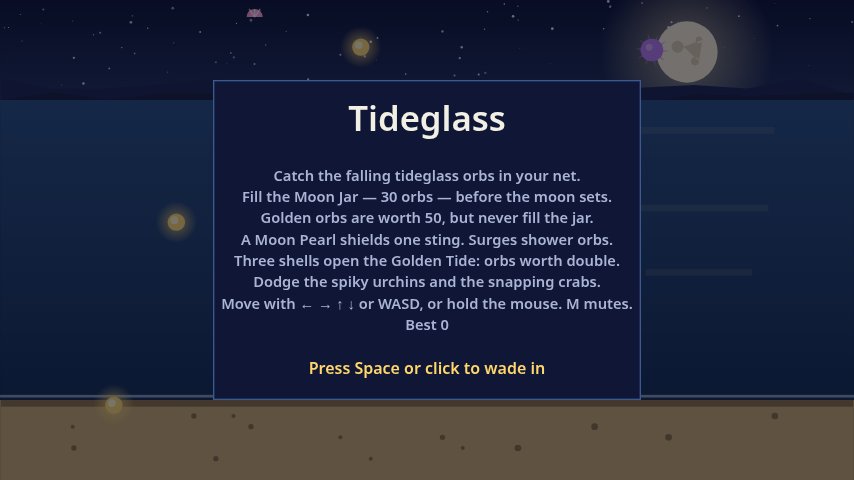 Tideglass
Catch the falling tideglass orbs in your net.
Fill the Moon Jar — 30 orbs — before the moon sets.
Golden orbs are worth 50, but never fill the jar.
A Moon Pearl shields one sting. Surges shower orbs.
Three shells open the Golden Tide: orbs worth double.
Dodge the spiky urchins and the snapping crabs.
Move with ← → ↑ ↓ or WASD, or hold the mouse. M mutes.
Best 0
Press Space or click to wade in